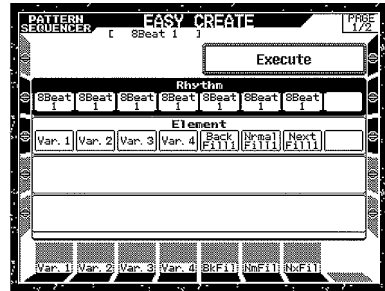 PATTERN SEQUENCER EASY CREATE PAGE 1/2
[ 8Beat 1 ]
Execute
Rhythm
8Beat 1 8Beat 1 8Beat 1 8Beat 1 8Beat 1 8Beat 1 8Beat 1
Element
Var. 1 Var. 2 Var. 3 Var. 4 Back Fill1 Nrmal Fill1 Next Fill1
Var. 1 Var. 2 Var. 3 Var. 4 BkFil NmFil NxFil